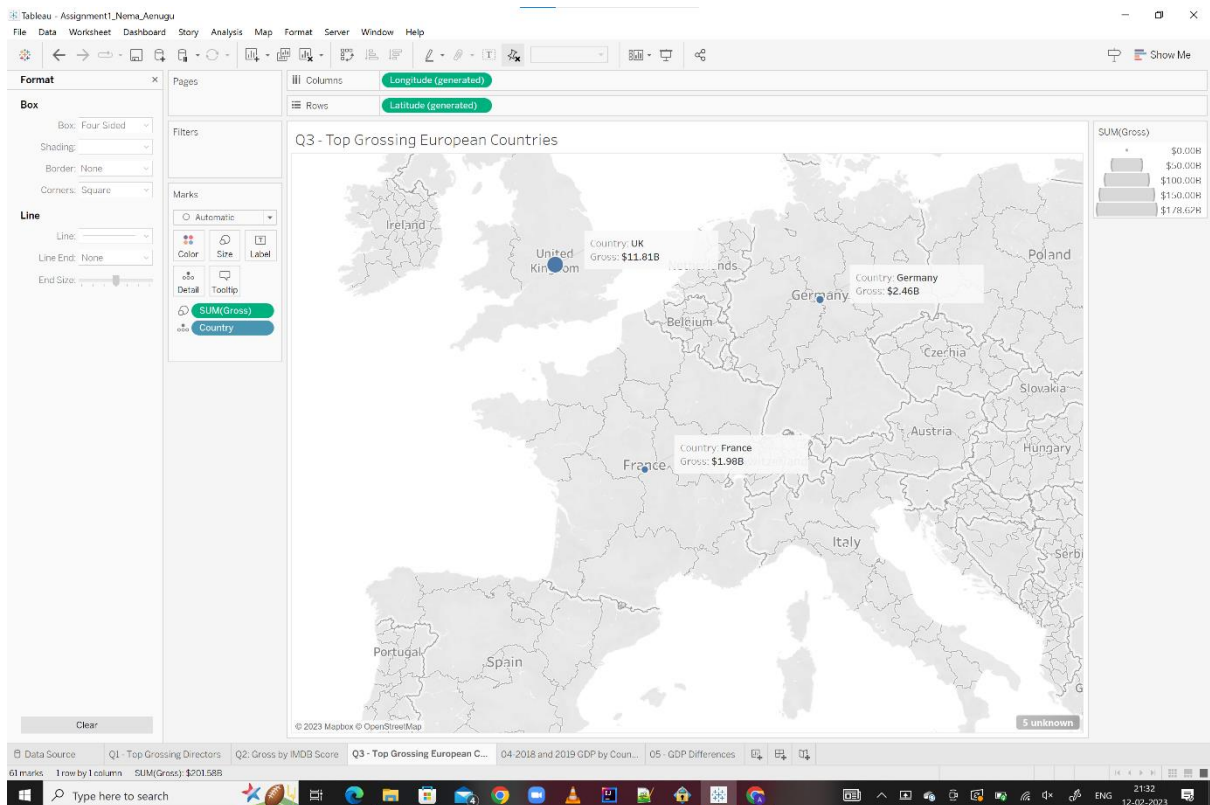 Tableau - Assignment1_Nema_Aenugu
File Data Worksheet Dashboard Story Analysis Map Format Server Window Help
Show Me
Format
Box
Box: Four Sided
Shading:
Border: None
Corners: Square
Line
Line:
Line End: None
End Size:
Clear
Pages
Filters
Marks
Automatic
Color Size Label
Detail Tooltip
SUM(Gross)
Country
Columns Longitude (generated)
Rows Latitude (generated)
Q3 - Top Grossing European Countries
Ireland
United
Kingdom
Country: UK
Gross: $11.81B
Poland
Country: Germany
Gross: $2.46B
Germany
Belgium
Czechia
Slovakia
Austria
Hungary
Country: France
Gross: $1.98B
France
Italy
Serbi
Portugal
Spain
© 2023 Mapbox © OpenStreetMap
5 unknown
SUM(Gross)
$0.00B
$50.00B
$100.00B
$150.00B
$178.62B
Data Source Q1 - Top Grossing Directors Q2: Gross by IMDB Score Q3 - Top Grossing European C... 04-2018 and 2019 GDP by Coun... 05 - GDP Differences
61 marks 1 row by 1 column SUM(Gross): $201.58B
Type here to search
ENG
21:32
12-02-2023